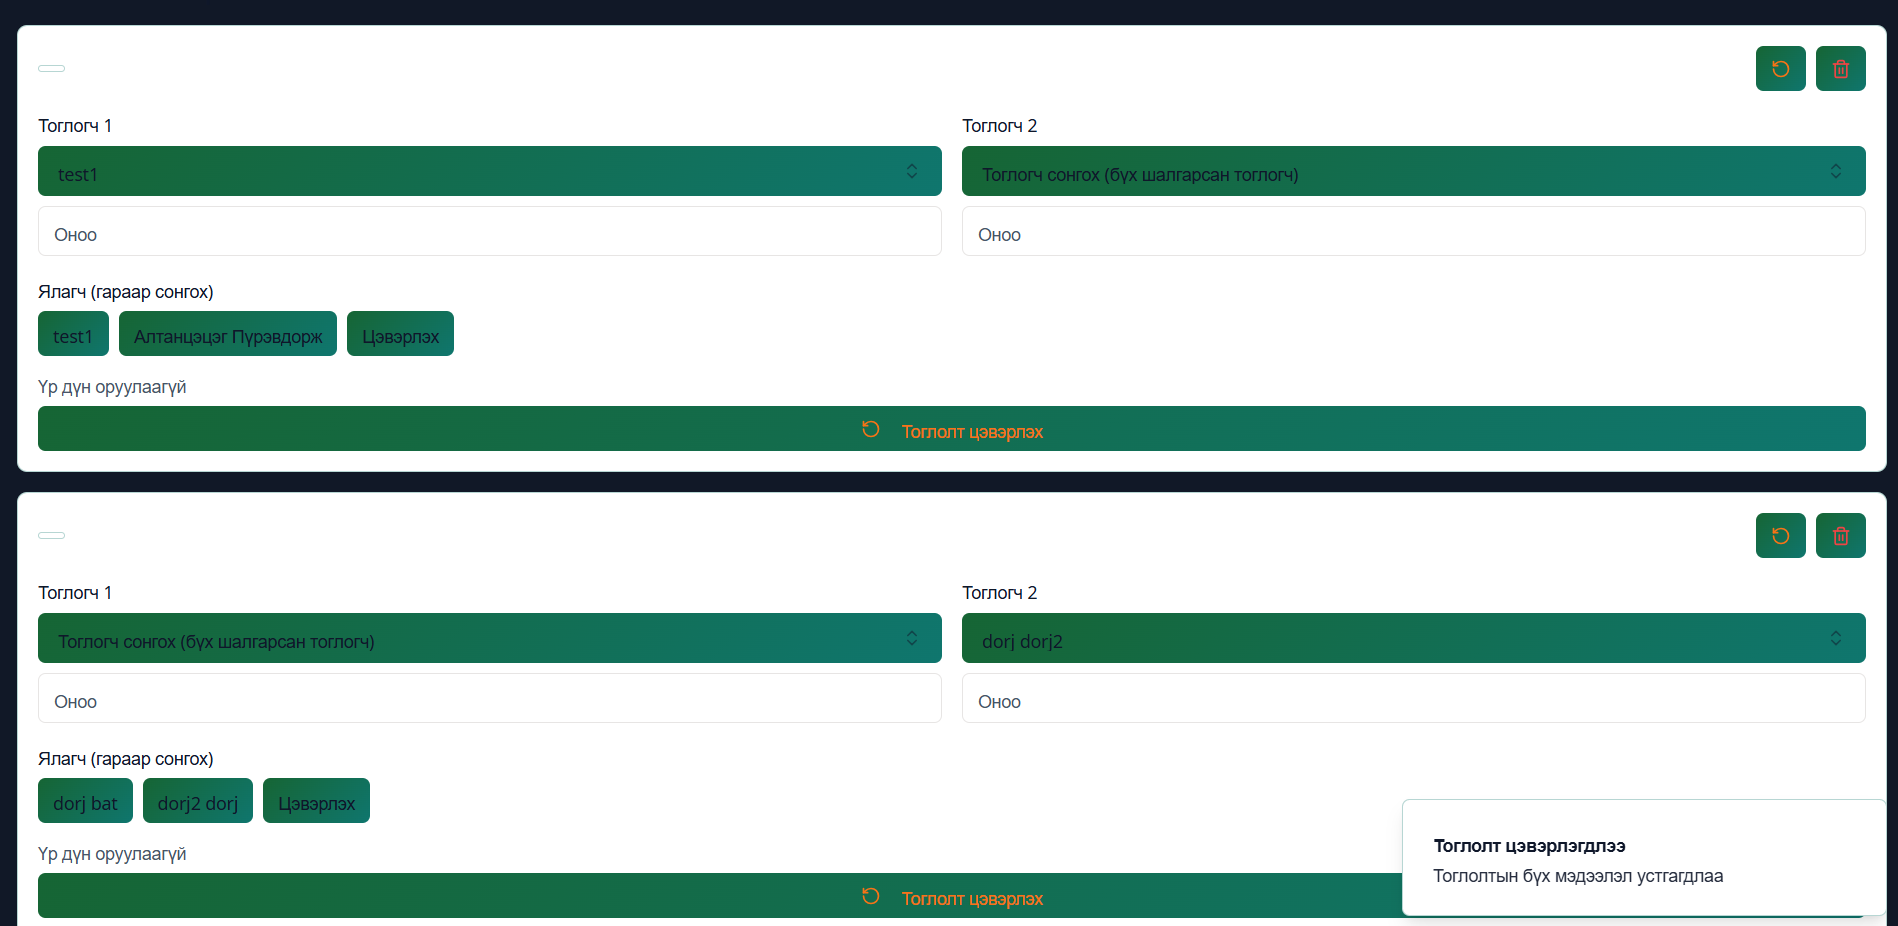 Тоглогч 1
Тоглогч 2
test1
Тоглогч сонгох (бүх шалгарсан тоглогч)
Оноо
Оноо
Ялагч (гараар сонгох)
test1
Алтанцэцэг Пүрэвдорж
Цэвэрлэх
Үр дүн оруулаагүй
Тоглолт цэвэрлэх
Тоглогч 1
Тоглогч 2
Тоглогч сонгох (бүх шалгарсан тоглогч)
dorj dorj2
Оноо
Оноо
Ялагч (гараар сонгох)
dorj bat
dorj2 dorj
Цэвэрлэх
Үр дүн оруулаагүй
Тоглолт цэвэрлэх
Тоглолт цэвэрлэгдлээ
Тоглолтын бүх мэдээлэл устгагдлаа